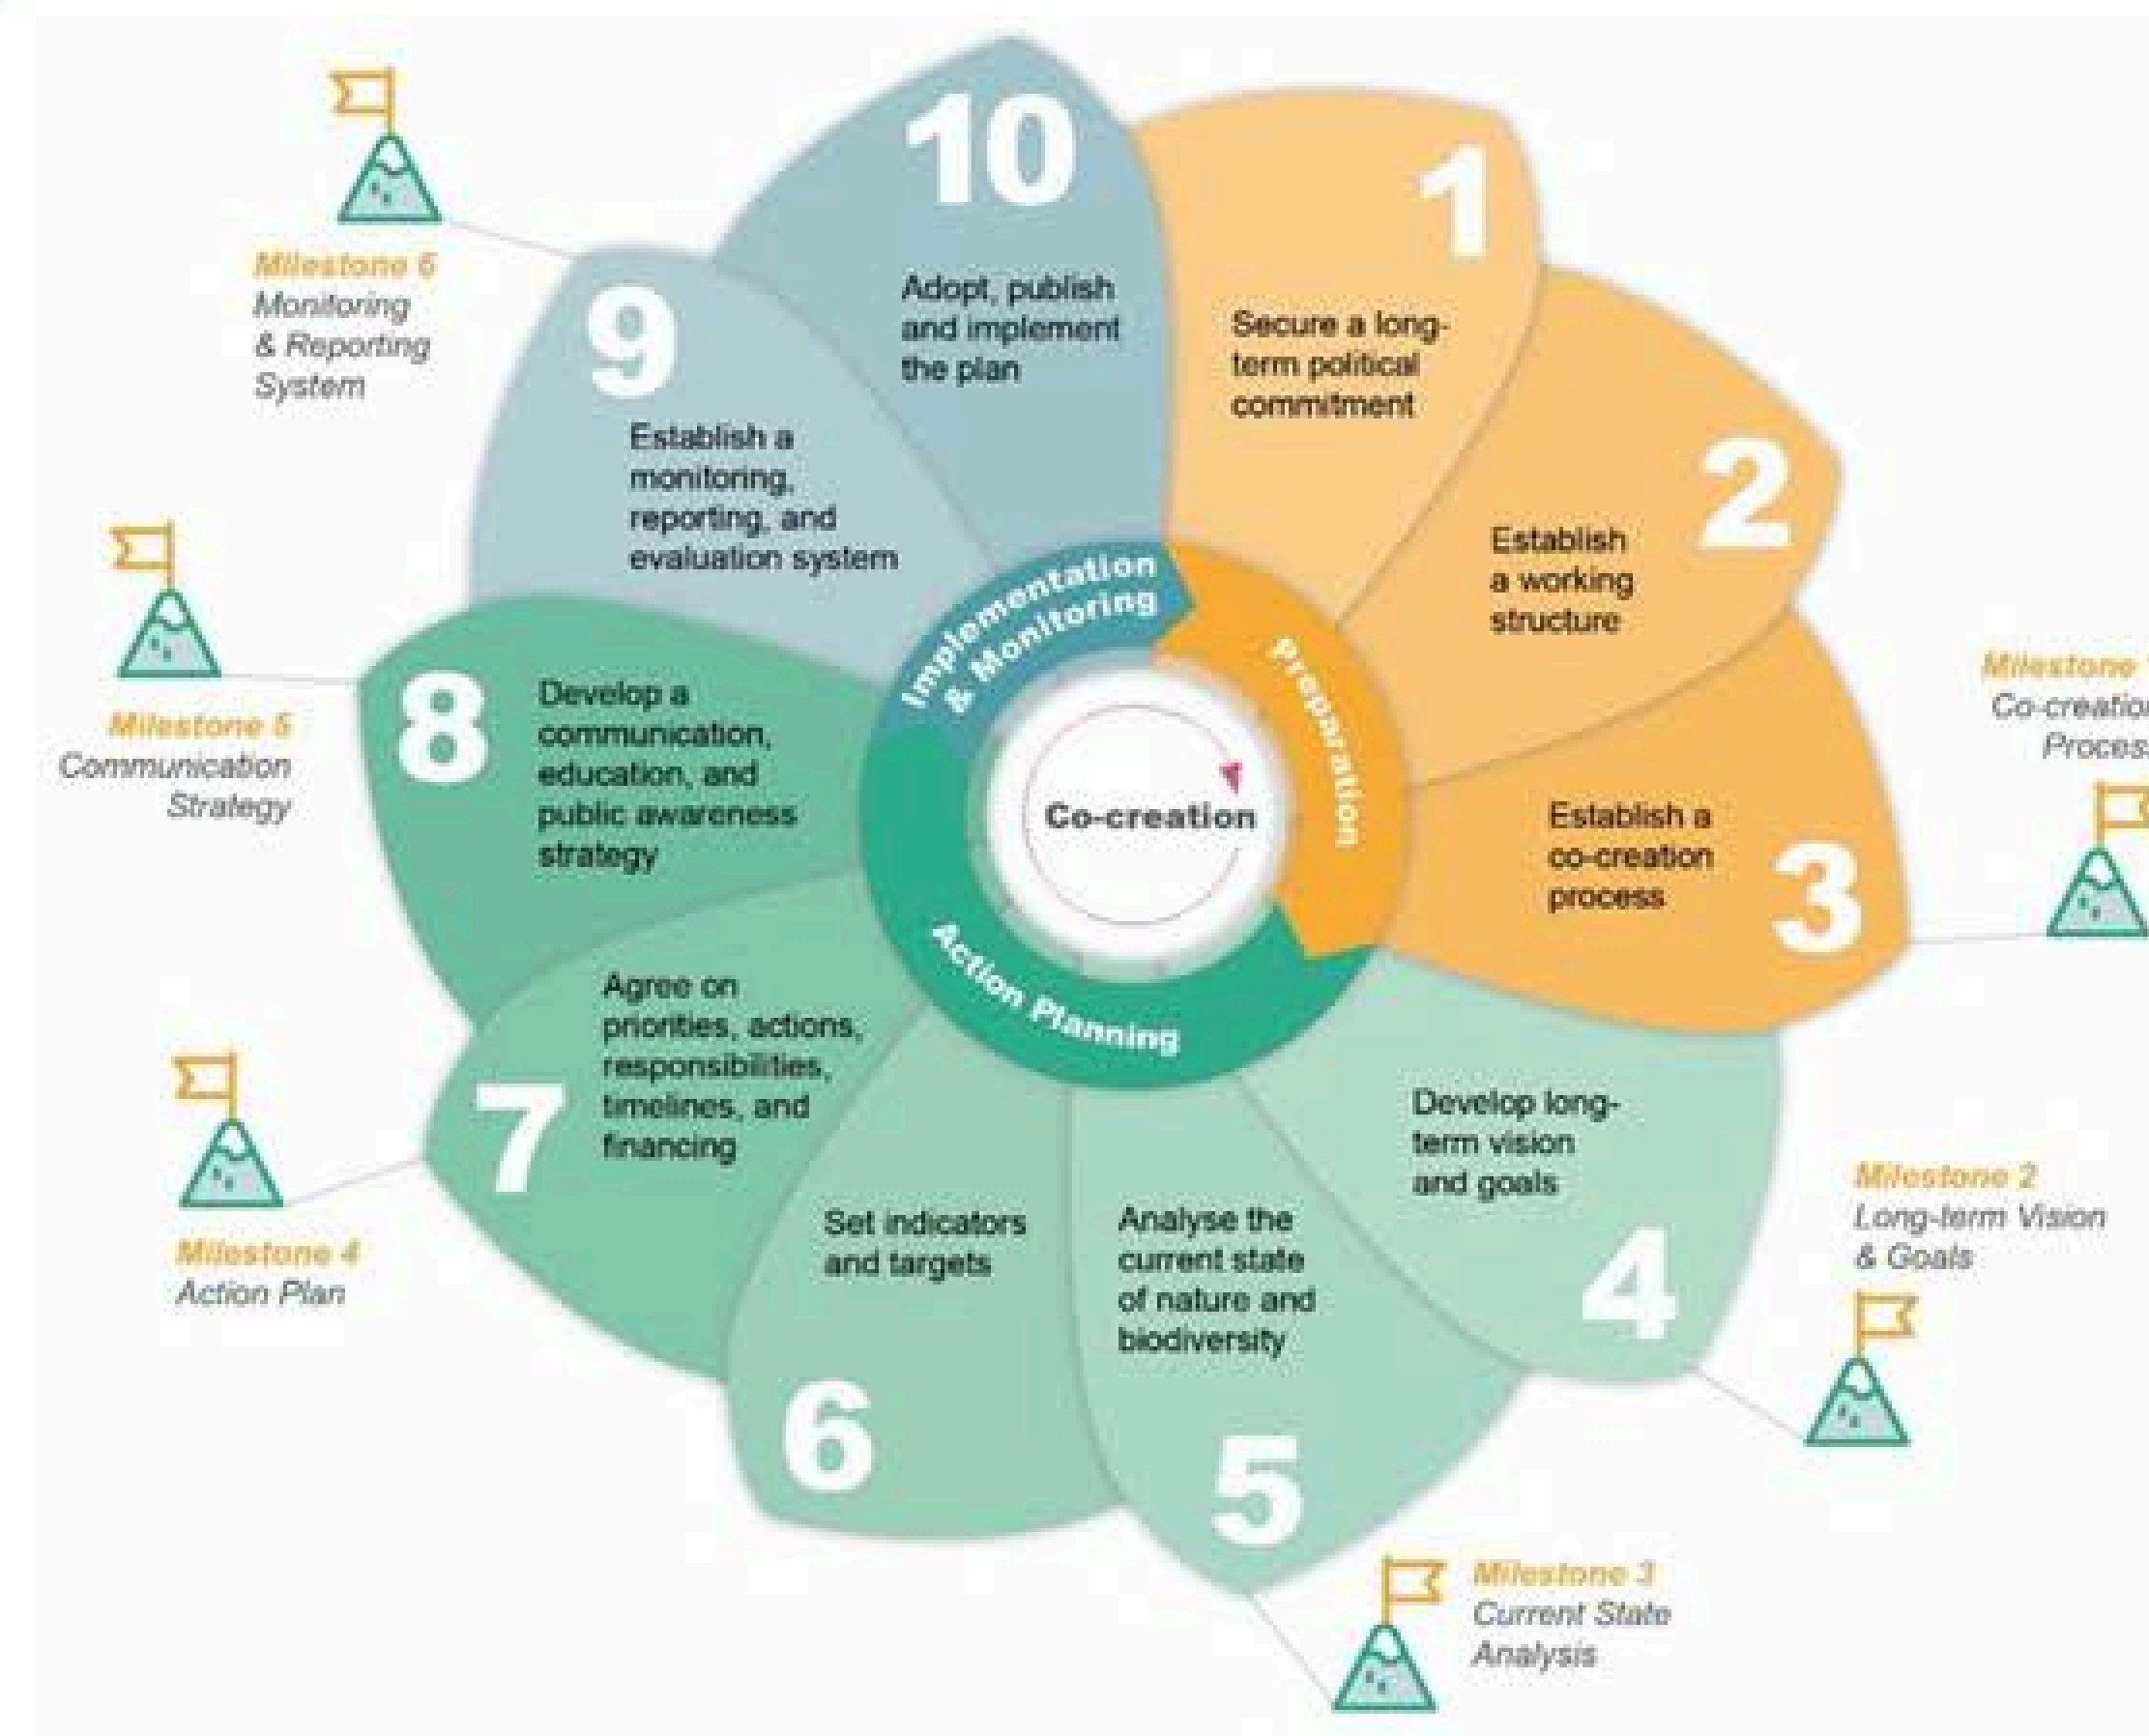 10
Adopt, publish
and implement
the plan
1
Secure a long-
term political
commitment
2
Establish
a working
structure
3
Establish a
co-creation
process
4
Develop long-
term vision
and goals
5
Analyse the
current state
of nature and
biodiversity
6
Set indicators
and targets
7
Agree on
priorities, actions,
responsibilities,
timelines, and
financing
8
Develop a
communication,
education, and
public awareness
strategy
9
Establish a
monitoring,
reporting, and
evaluation system
Implementation
& Monitoring
Preparation
Action Planning
Co-creation
Milestone
Co-creation
Process
Milestone 2
Long-term Vision
& Goals
Milestone 3
Current State
Analysis
Milestone 4
Action Plan
Milestone 5
Communication
Strategy
Milestone 6
Monitoring
& Reporting
System